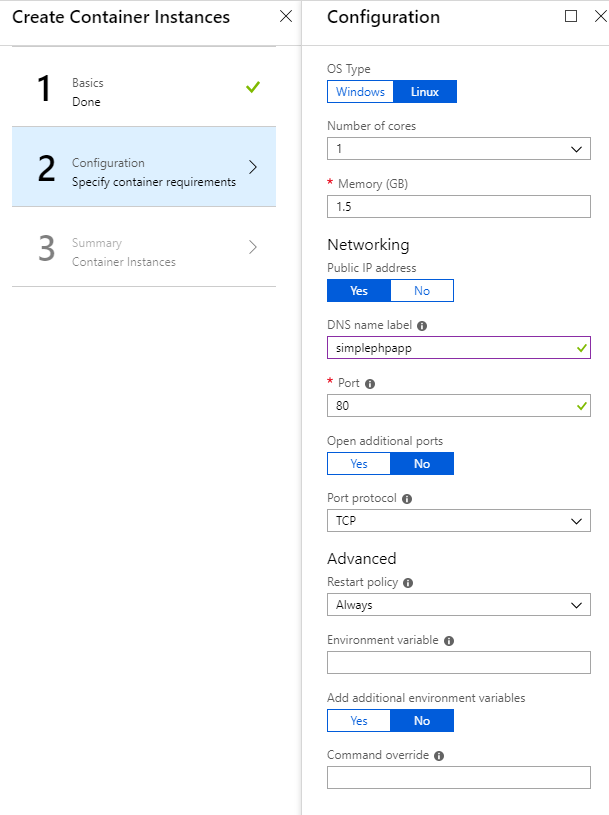 Create Container Instances
1
Basics
Done
2
Configuration
Specify container requirements
3
Summary
Container Instances
Configuration
OS Type
Windows Linux
Number of cores
1
* Memory (GB)
1.5
Networking
Public IP address
Yes No
DNS name label
simplephpapp
* Port
80
Open additional ports
Yes No
Port protocol
TCP
Advanced
Restart policy
Always
Environment variable
Add additional environment variables
Yes No
Command override